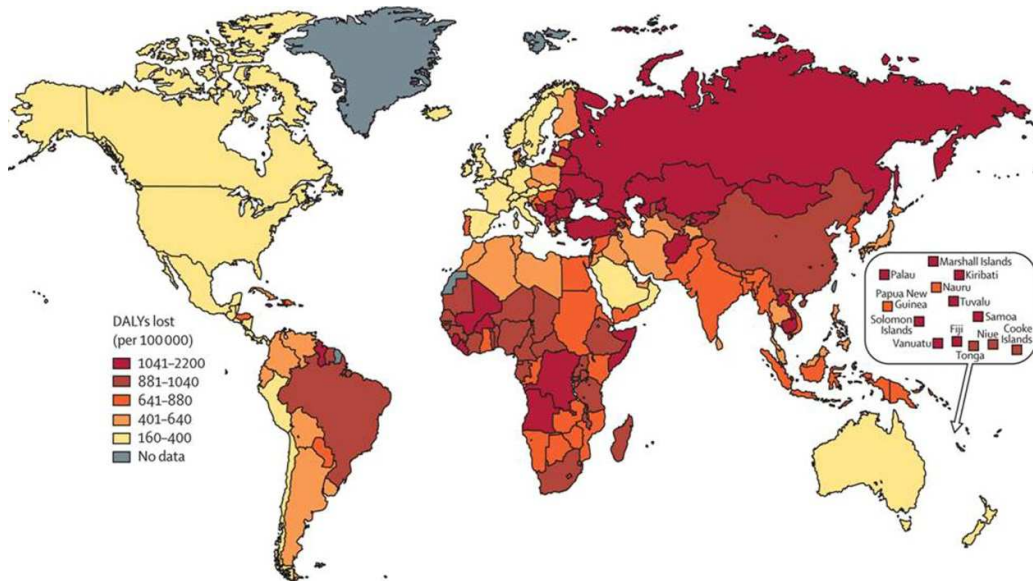 DALYs lost
(per 100 000)
1041–2200
881–1040
641–880
401–640
160–400
No data
Marshall Islands
Palau
Kiribati
Nauru
Papua New
Guinea
Tuvalu
Solomon
Islands
Samoa
Vanuatu
Fiji
Tonga
Niue
Cooke
Islands